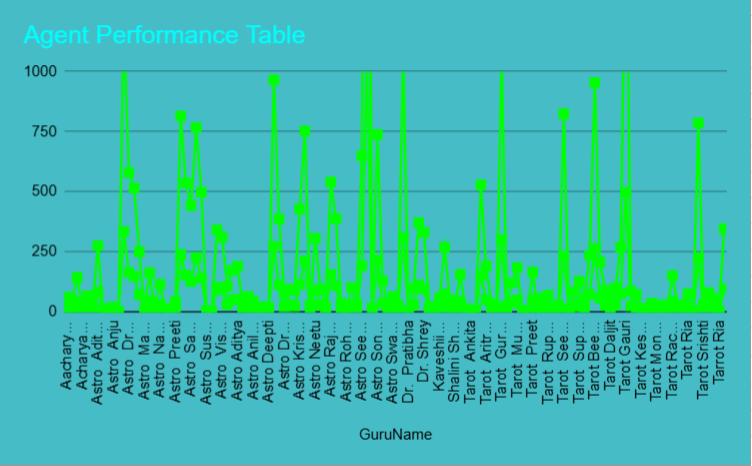 Agent Performance Table
1000
750
500
250
0
Aachary…
Acharya…
Astro Adit…
Astro Anju
Astro Dr…
Astro Ma…
Astro Na…
Astro Preeti
Astro Sa…
Astro Sus…
Astro Vis…
Astro Aditya
Astro Anil…
Astro Deepti
Astro Dr…
Astro Kris…
Astro Neetu
Astro Raj…
Astro Roh…
Astro See…
Astro Son…
Astro Swa…
Dr. Pratibha
Dr. Shrey
Kaveshii…
Shalini Sh…
Tarot Ankita
Tarot Antr…
Tarot Gur…
Tarot Mu…
Tarot Preet
Tarot Rup…
Tarot See…
Tarot Sup…
Tarot Bee…
Tarot Daljit
Tarot Gauri
Tarot Kes…
Tarot Mon…
Tarot Rac…
Tarot Ria
Tarot Srishti
Tarrot Ria
GuruName